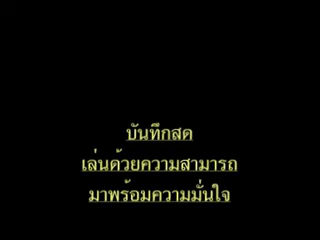 บันทึกสด
เล่นด้วยความสามารถ
มาพร้อมความมั่นใจ